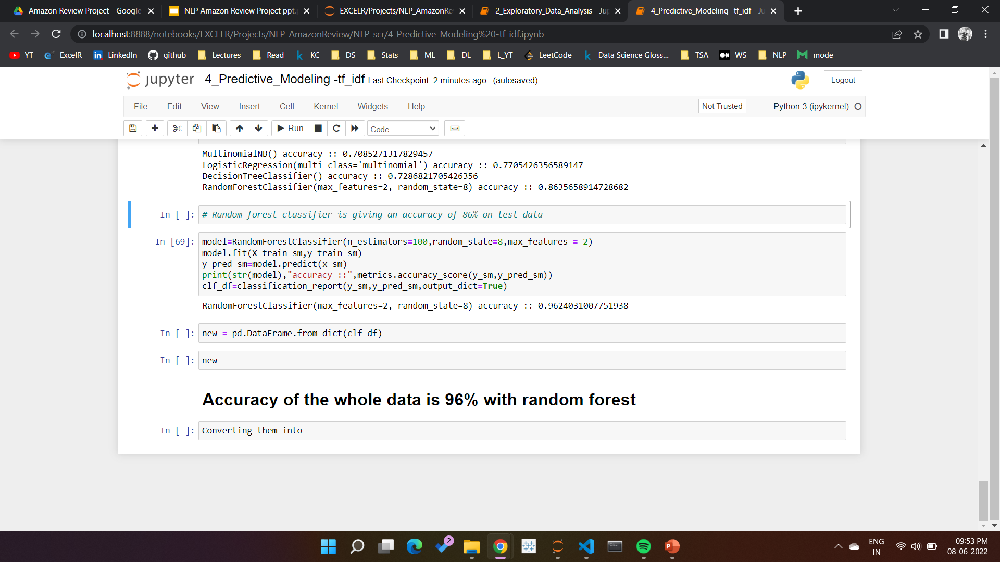 Amazon Review Project - Google
NLP Amazon Review Project ppt.
EXCELR/Projects/NLP_AmazonRe
2_Exploratory_Data_Analysis - Jup
4_Predictive_Modeling -tf_idf - Ju
localhost:8888/notebooks/EXCELR/Projects/NLP_AmazonReview/NLP_scr/4_Predictive_Modeling%20-tf_idf.ipynb
YT ExcelR LinkedIn github Lectures Read KC DS Stats ML DL L_YT LeetCode Data Science Gloss... TSA WS NLP mode
jupyter 4_Predictive_Modeling -tf_idf Last Checkpoint: 2 minutes ago (autosaved) Logout
File Edit View Insert Cell Kernel Widgets Help Not Trusted Python 3 (ipykernel)
Run Code
MultinomialNB() accuracy :: 0.7085271317829457
LogisticRegression(multi_class='multinomial') accuracy :: 0.7705426356589147
DecisionTreeClassifier() accuracy :: 0.7286821705426356
RandomForestClassifier(max_features=2, random_state=8) accuracy :: 0.8635658914728682
In [ ]: # Random forest classifier is giving an accuracy of 86% on test data
In [69]: model=RandomForestClassifier(n_estimators=100,random_state=8,max_features = 2)
model.fit(X_train_sm,y_train_sm)
y_pred_sm=model.predict(x_sm)
print(str(model),"accuracy ::",metrics.accuracy_score(y_sm,y_pred_sm))
clf_df=classification_report(y_sm,y_pred_sm,output_dict=True)
RandomForestClassifier(max_features=2, random_state=8) accuracy :: 0.9624031007751938
In [ ]: new = pd.DataFrame.from_dict(clf_df)
In [ ]: new
Accuracy of the whole data is 96% with random forest
In [ ]: Converting them into
2
ENG
IN
09:53 PM
08-06-2022